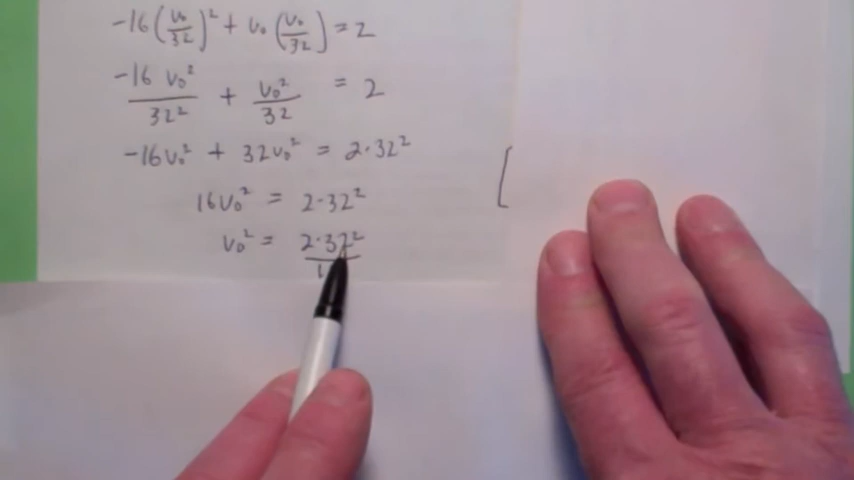 -16(v₀/32)² + v₀(v₀/32) = 2
-16 v₀²/32² + v₀²/32 = 2
-16v₀² + 32v₀² = 2·32²
16v₀² = 2·32²
v₀² = 2·32²/1